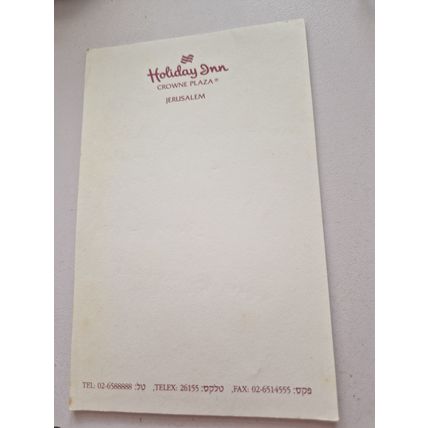 Holiday Inn
CROWNE PLAZA®
JERUSALEM
TEL: 02-6588888 :טל ,TELEX: 26155 :טלקס ,FAX: 02-6514555 :פקס